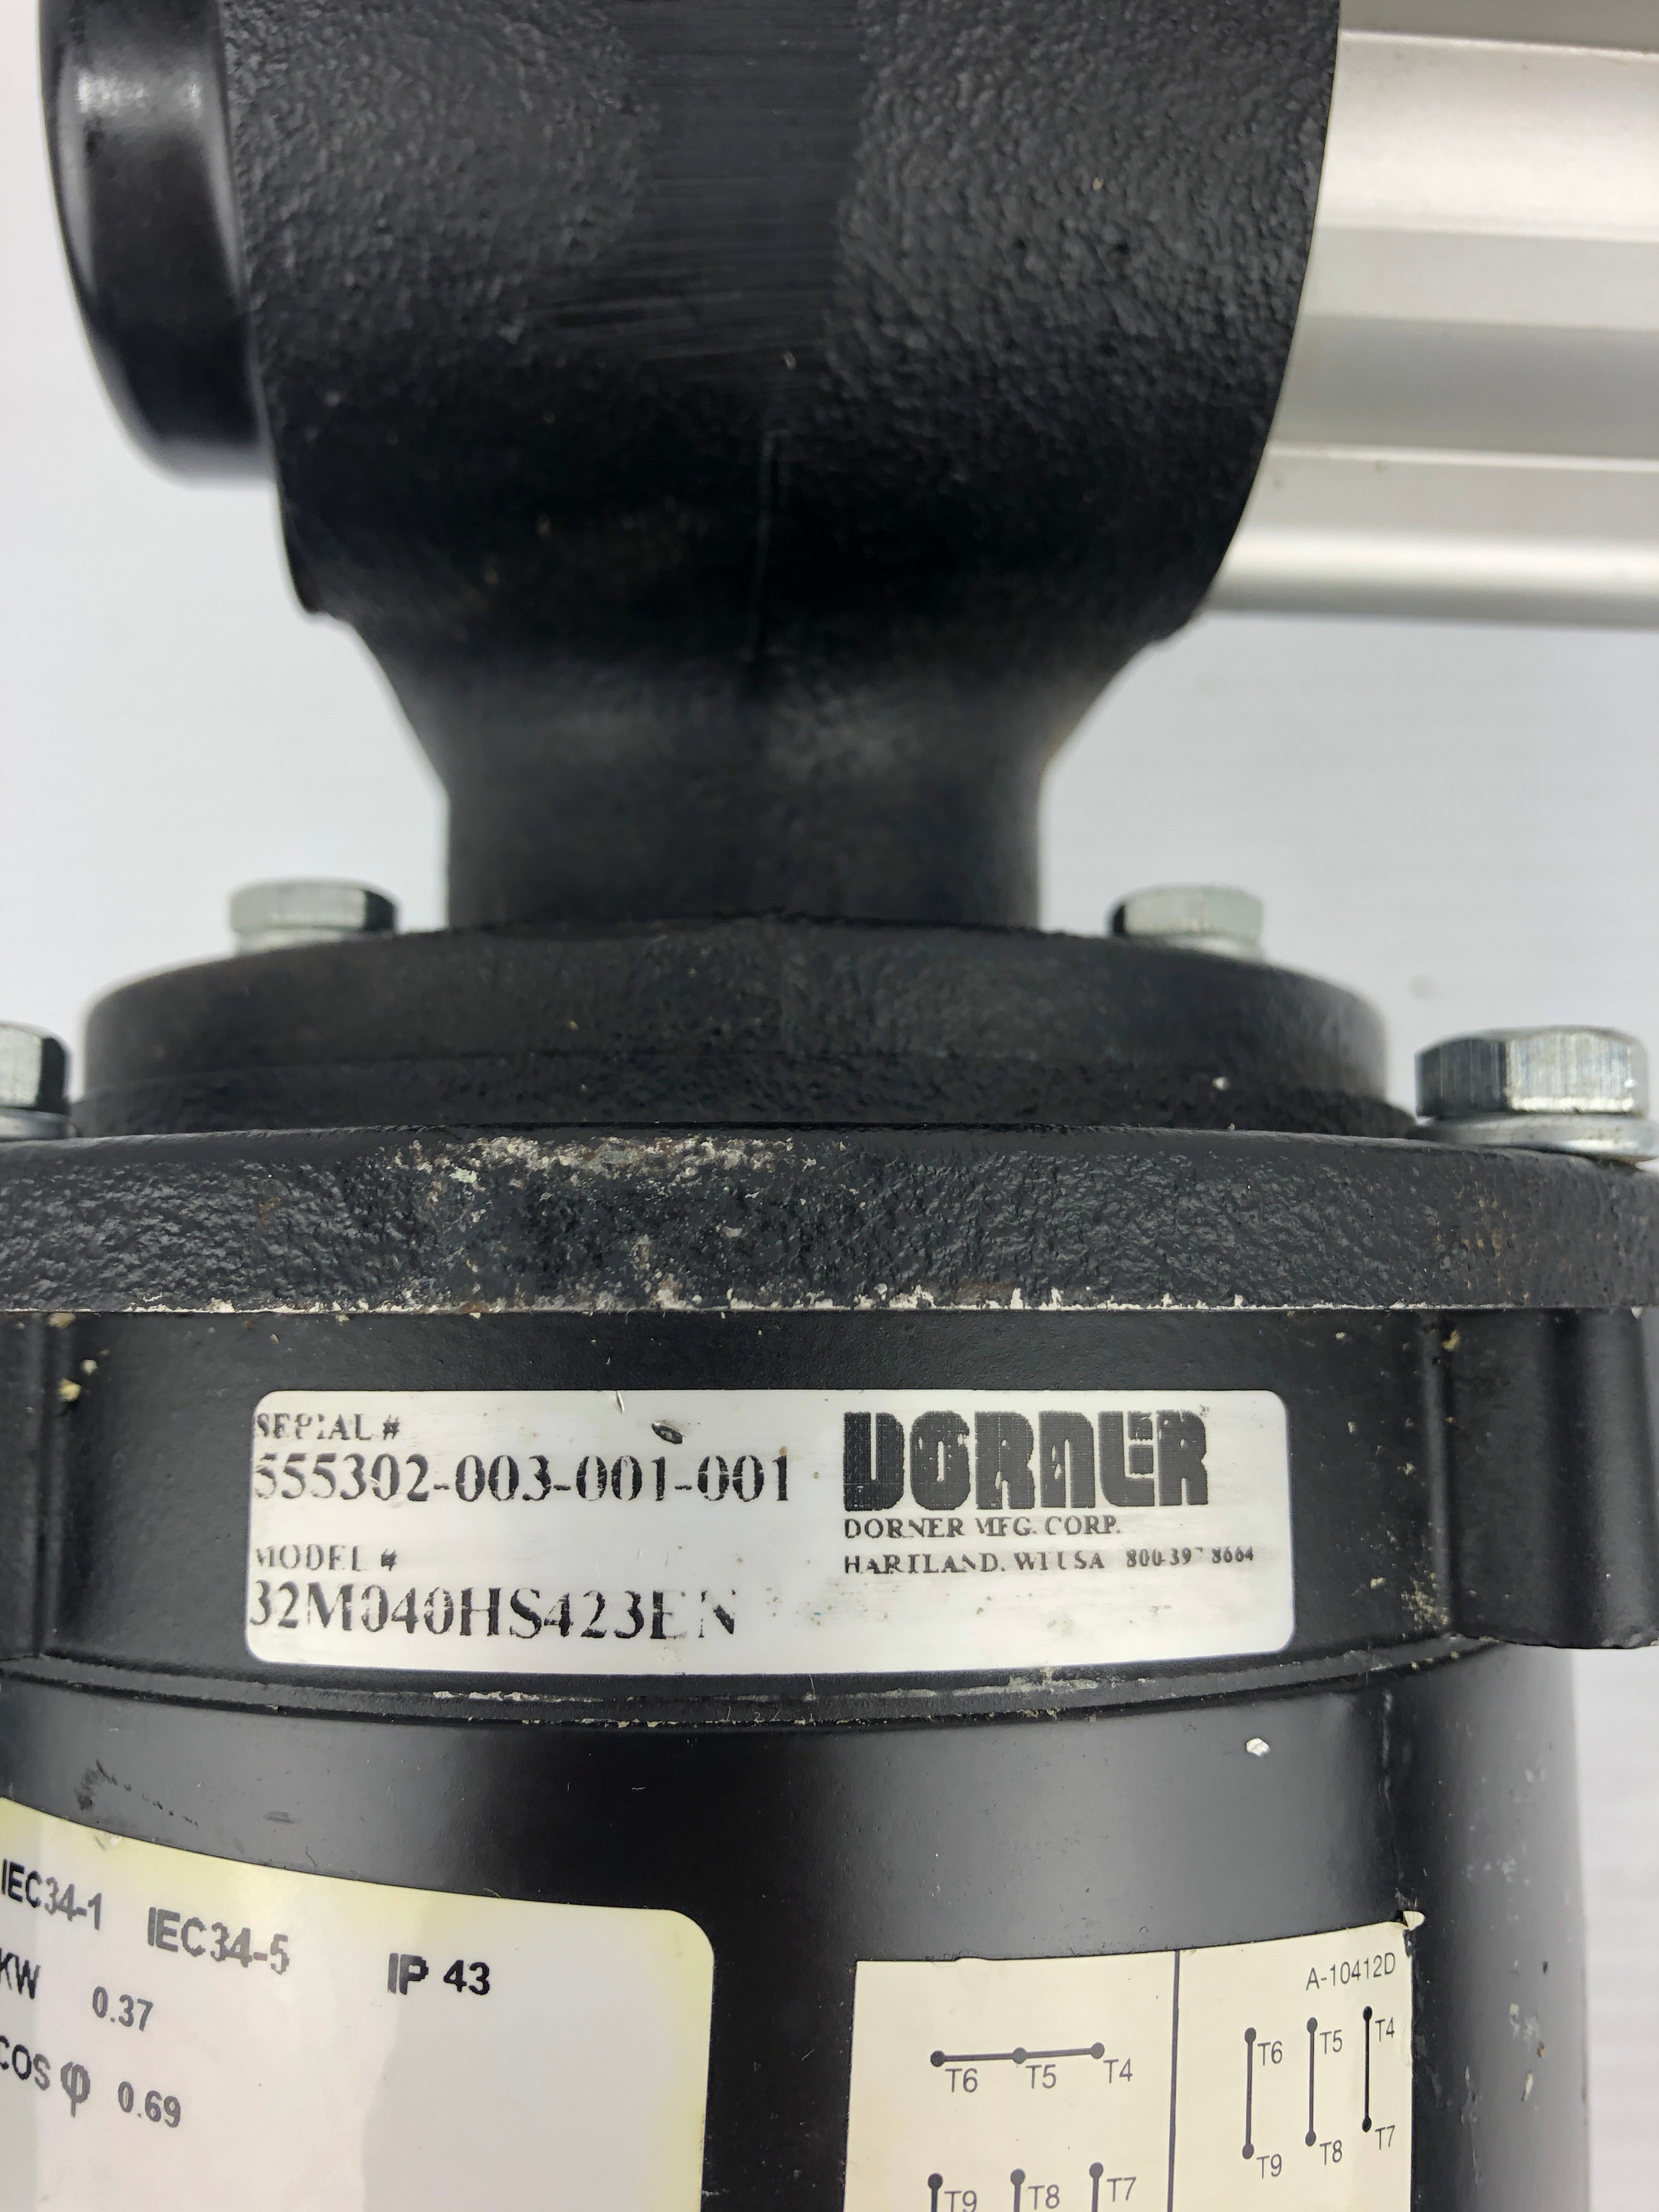 SERIAL #
555302-003-001-001
MODEL #
32M040HS423EN
DORNER
DORNER MFG. CORP.
HARTLAND, WI USA 8664
IEC34-1 IEC34-5 IP 43
KW 0.37
COS φ 0.69
A-10412D
T6 T5 T4
T9 T8 T7
T6 T5 T4
T9 T8 T7